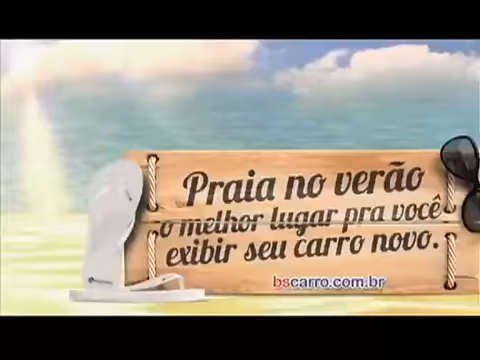 Praia no verão
o melhor lugar pra você
exibir seu carro novo.
bscarro.com.br